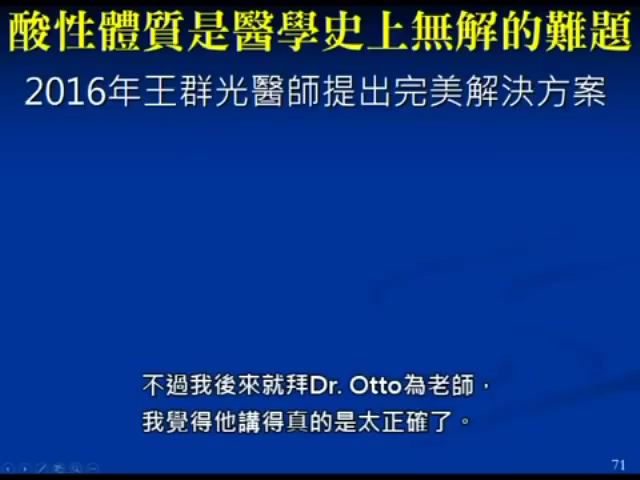 酸性體質是醫學史上無解的難題
2016年王群光醫師提出完美解決方案
不過我後來就拜Dr. Otto為老師，
我覺得他講得真的是太正確了。
71